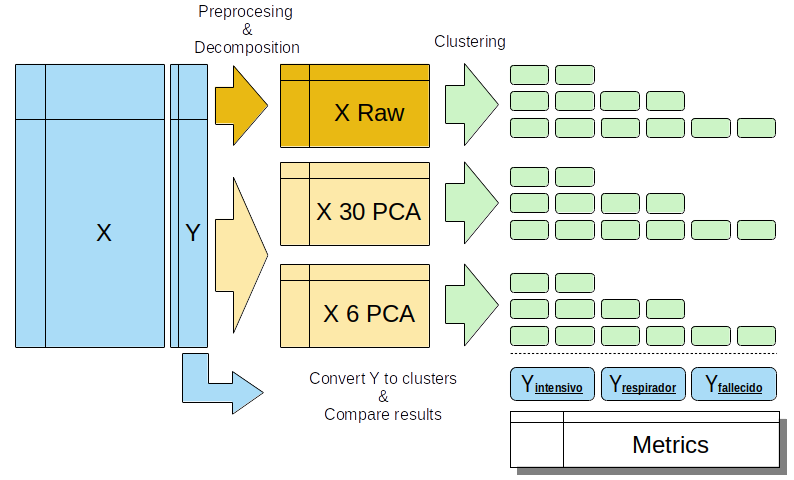 Preprocesing
&
Decomposition
Clustering
X
Y
X Raw
X 30 PCA
X 6 PCA
Convert Y to clusters
&
Compare results
Yintensivo
Yrespirador
Yfallecido
Metrics